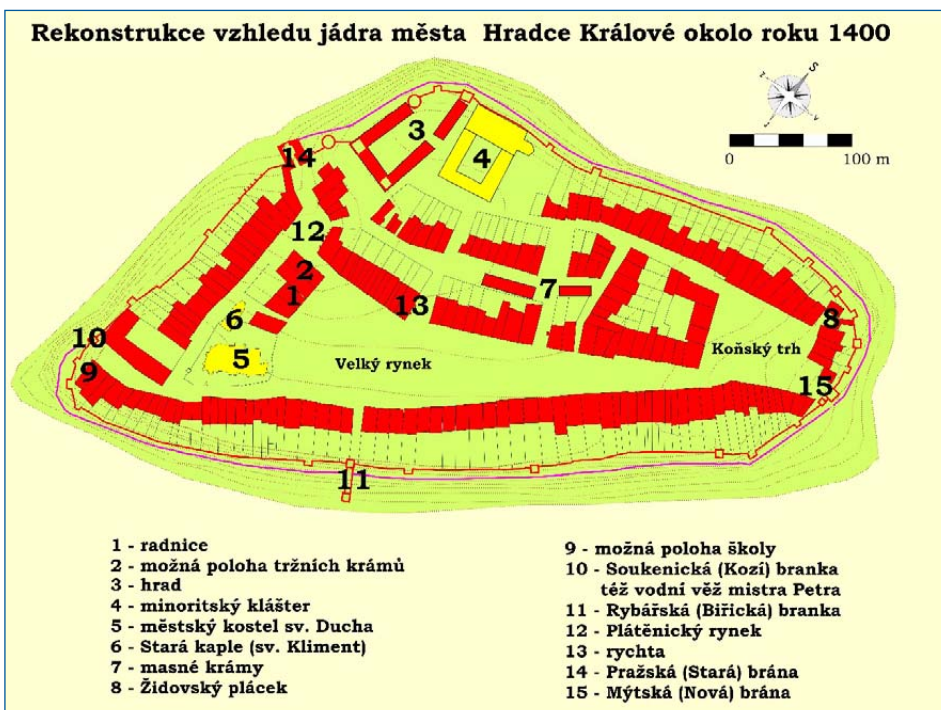 Rekonstrukce vzhledu jádra města Hradce Králové okolo roku 1400
S
0 100 m
3
4
14
12
2
1
13
7
6
5
10
9
8
15
11
Velký rynek
Koňský trh
1 - radnice
2 - možná poloha tržních krámů
3 - hrad
4 - minoritský klášter
5 - městský kostel sv. Ducha
6 - Stará kaple (sv. Kliment)
7 - masné krámy
8 - Židovský plácek
9 - možná poloha školy
10 - Soukenická (Kozí) branka
též vodní věž mistra Petra
11 - Rybářská (Biřická) branka
12 - Plátěnický rynek
13 - rychta
14 - Pražská (Stará) brána
15 - Mýtská (Nová) brána